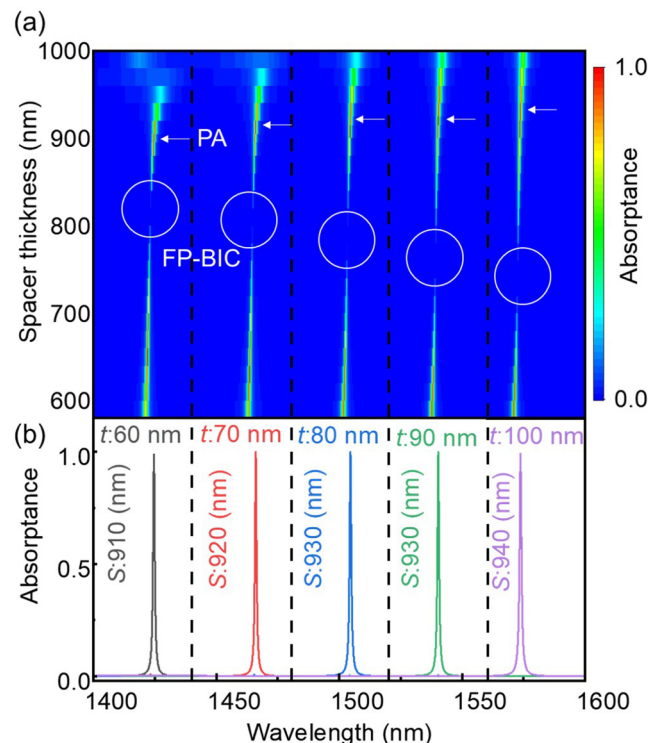 (a)
1000
900
800
700
600
Spacer thickness (nm)
PA
FP-BIC
1.0
0.0
Absorptance
(b)
t:60 nm
t:70 nm
t:80 nm
t:90 nm
t:100 nm
S:910 (nm)
S:920 (nm)
S:930 (nm)
S:930 (nm)
S:940 (nm)
1.0
0.5
0.0
Absorptance
1400
1450
1500
1550
1600
Wavelength (nm)